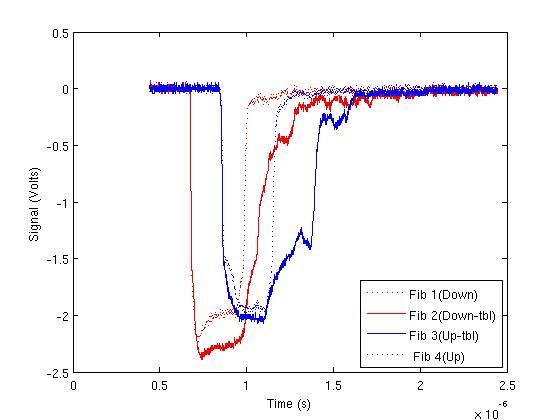 0.5
0
-0.5
-1
-1.5
-2
-2.5
Signal (Volts)
Fib 1(Down)
Fib 2(Down-tbl)
Fib 3(Up-tbl)
Fib 4(Up)
0 0.5 1 1.5 2 2.5
Time (s)
x 10⁻⁶